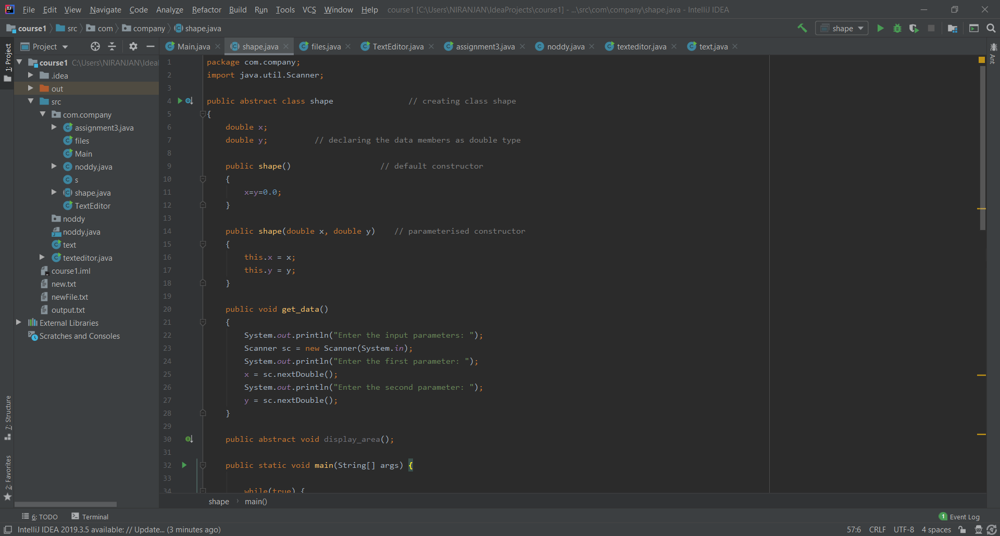 File Edit View Navigate Code Analyze Refactor Build Run Tools VCS Window Help course1 [C:\Users\NIRANJAN\IdeaProjects\course1] - ...\src\com\company\shape.java - IntelliJ IDEA
course1 src com company shape.java shape
1: Project
7: Structure
2: Favorites
Project
course1 C:\Users\NIRANJAN\Idea
.idea
out
src
com.company
assignment3.java
files
Main
noddy.java
s
shape.java
TextEditor
noddy
noddy.java
text
texteditor.java
course1.iml
new.txt
newFile.txt
output.txt
External Libraries
Scratches and Consoles
Main.java shape.java files.java TextEditor.java assignment3.java noddy.java texteditor.java text.java
1 package com.company;
2 import java.util.Scanner;
3
4 public abstract class shape // creating class shape
5 {
6 double x;
7 double y; // declaring the data members as double type
8
9 public shape() // default constructor
10 {
11 x=y=0.0;
12 }
13
14 public shape(double x, double y) // parameterised constructor
15 {
16 this.x = x;
17 this.y = y;
18 }
19
20 public void get_data()
21 {
22 System.out.println("Enter the input parameters: ");
23 Scanner sc = new Scanner(System.in);
24 System.out.println("Enter the first parameter: ");
25 x = sc.nextDouble();
26 System.out.println("Enter the second parameter: ");
27 y = sc.nextDouble();
28 }
29
30 public abstract void display_area();
31
32 public static void main(String[] args) {
33
34 while(true) {
shape main()
Ant
6: TODO Terminal 1 Event Log
IntelliJ IDEA 2019.3.5 available: // Update... (3 minutes ago) 57:6 CRLF UTF-8 4 spaces